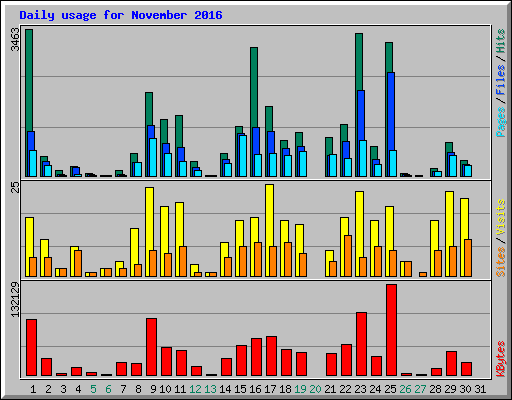 Daily usage for November 2016
3463
Pages / Files / Hits
25
Sites / Visits
132129
KBytes
1 2 3 4 5 6 7 8 9 10 11 12 13 14 15 16 17 18 19 20 21 22 23 24 25 26 27 28 29 30 31